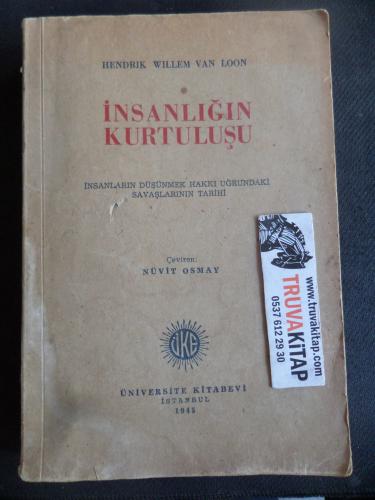 HENDRIK WILLEM VAN LOON
İNSANLIĞIN
KURTULUŞU
İNSANLARIN DÜŞÜNMEK HAKKI UĞRUNDAKİ
SAVAŞLARININ TARİHİ
Çeviren:
NÜVİT OSMAY
ÜKE
ÜNİVERSİTE KİTABEVİ
İSTANBUL
1945
www.truvakitap.com
TRUVAKİTAP
0537 612 29 30